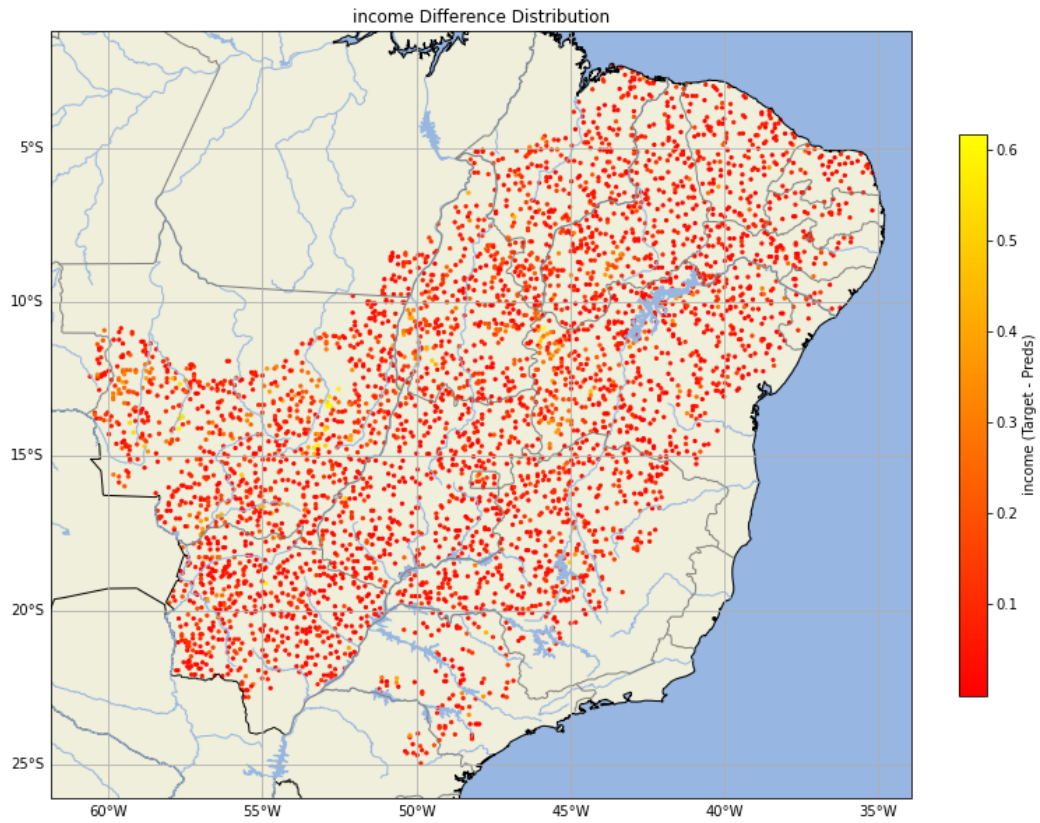 income Difference Distribution
5°S
10°S
15°S
20°S
25°S
60°W
55°W
50°W
45°W
40°W
35°W
0.6
0.5
0.4
0.3
0.2
0.1
income (Target - Preds)